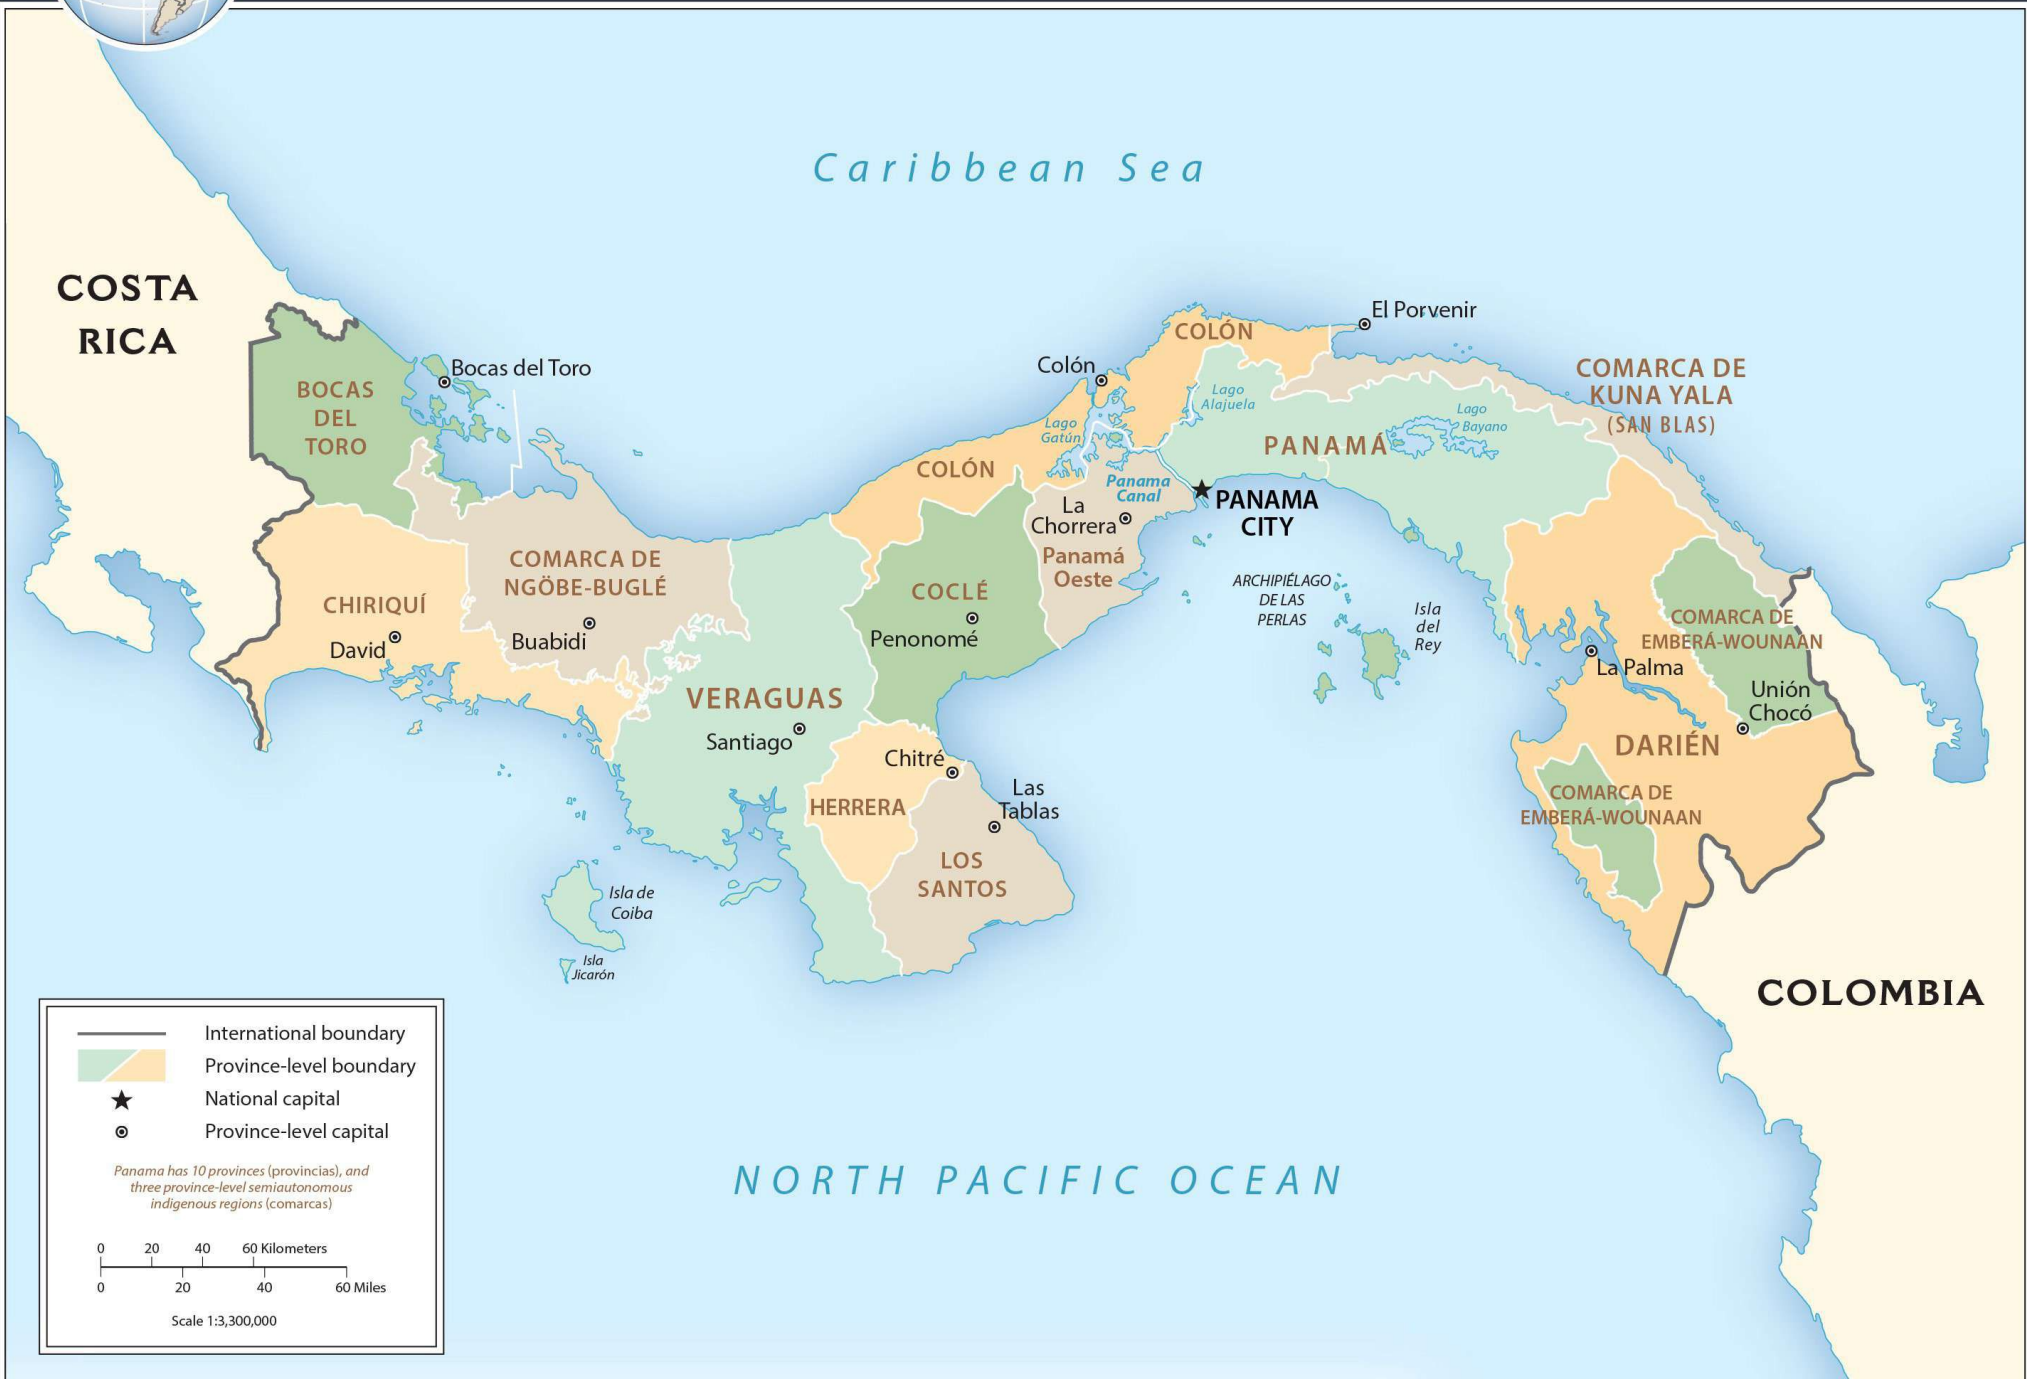 Caribbean Sea
COSTA
RICA
El Porvenir
COLÓN
Colón
Bocas del Toro
COMARCA DE
KUNA YALA
(SAN BLAS)
BOCAS
DEL
TORO
Lago
Alajuela
Lago
Bayano
Lago
Gatún
PANAMÁ
COLÓN
Panama
Canal
PANAMA
CITY
La
Chorrera
Panamá
Oeste
COMARCA DE
NGÖBE-BUGLÉ
Buabidi
CHIRIQUÍ
David
COCLÉ
Penonomé
ARCHIPIÉLAGO
DE LAS
PERLAS
Isla
del
Rey
COMARCA DE
EMBERÁ-WOUNAAN
La Palma
Unión
Chocó
VERAGUAS
Santiago
DARIÉN
Chitré
HERRERA
Las
Tablas
COMARCA DE
EMBERÁ-WOUNAAN
LOS
SANTOS
Isla de
Coiba
Isla
Jicarón
COLOMBIA
NORTH PACIFIC OCEAN
International boundary
Province-level boundary
National capital
Province-level capital
Panama has 10 provinces (provincias), and
three province-level semiautonomous
indigenous regions (comarcas)
0 20 40 60 Kilometers
0 20 40 60 Miles
Scale 1:3,300,000